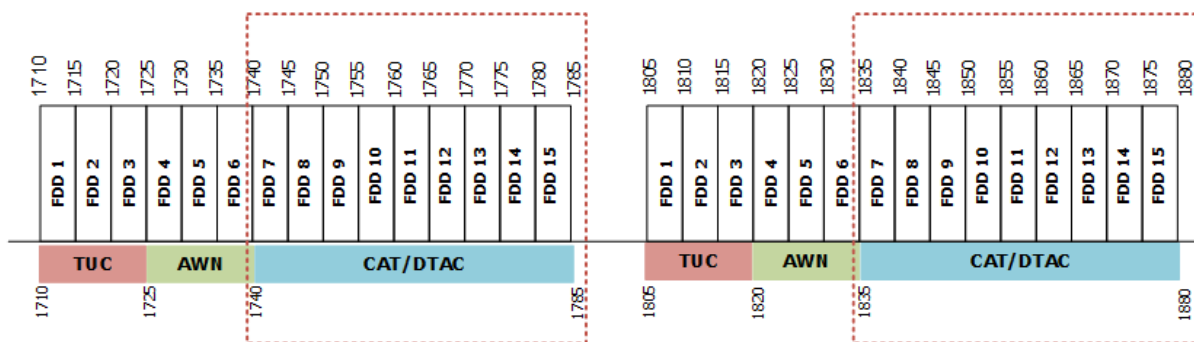 1710 1715 1720 1725 1730 1735 1740 1745 1750 1755 1760 1765 1770 1775 1780 1785
FDD 1 FDD 2 FDD 3 FDD 4 FDD 5 FDD 6 FDD 7 FDD 8 FDD 9 FDD 10 FDD 11 FDD 12 FDD 13 FDD 14 FDD 15
TUC AWN CAT/DTAC
1710 1725 1740 1785
1805 1810 1815 1820 1825 1830 1835 1840 1845 1850 1855 1860 1865 1870 1875 1880
FDD 1 FDD 2 FDD 3 FDD 4 FDD 5 FDD 6 FDD 7 FDD 8 FDD 9 FDD 10 FDD 11 FDD 12 FDD 13 FDD 14 FDD 15
TUC AWN CAT/DTAC
1805 1820 1835 1880